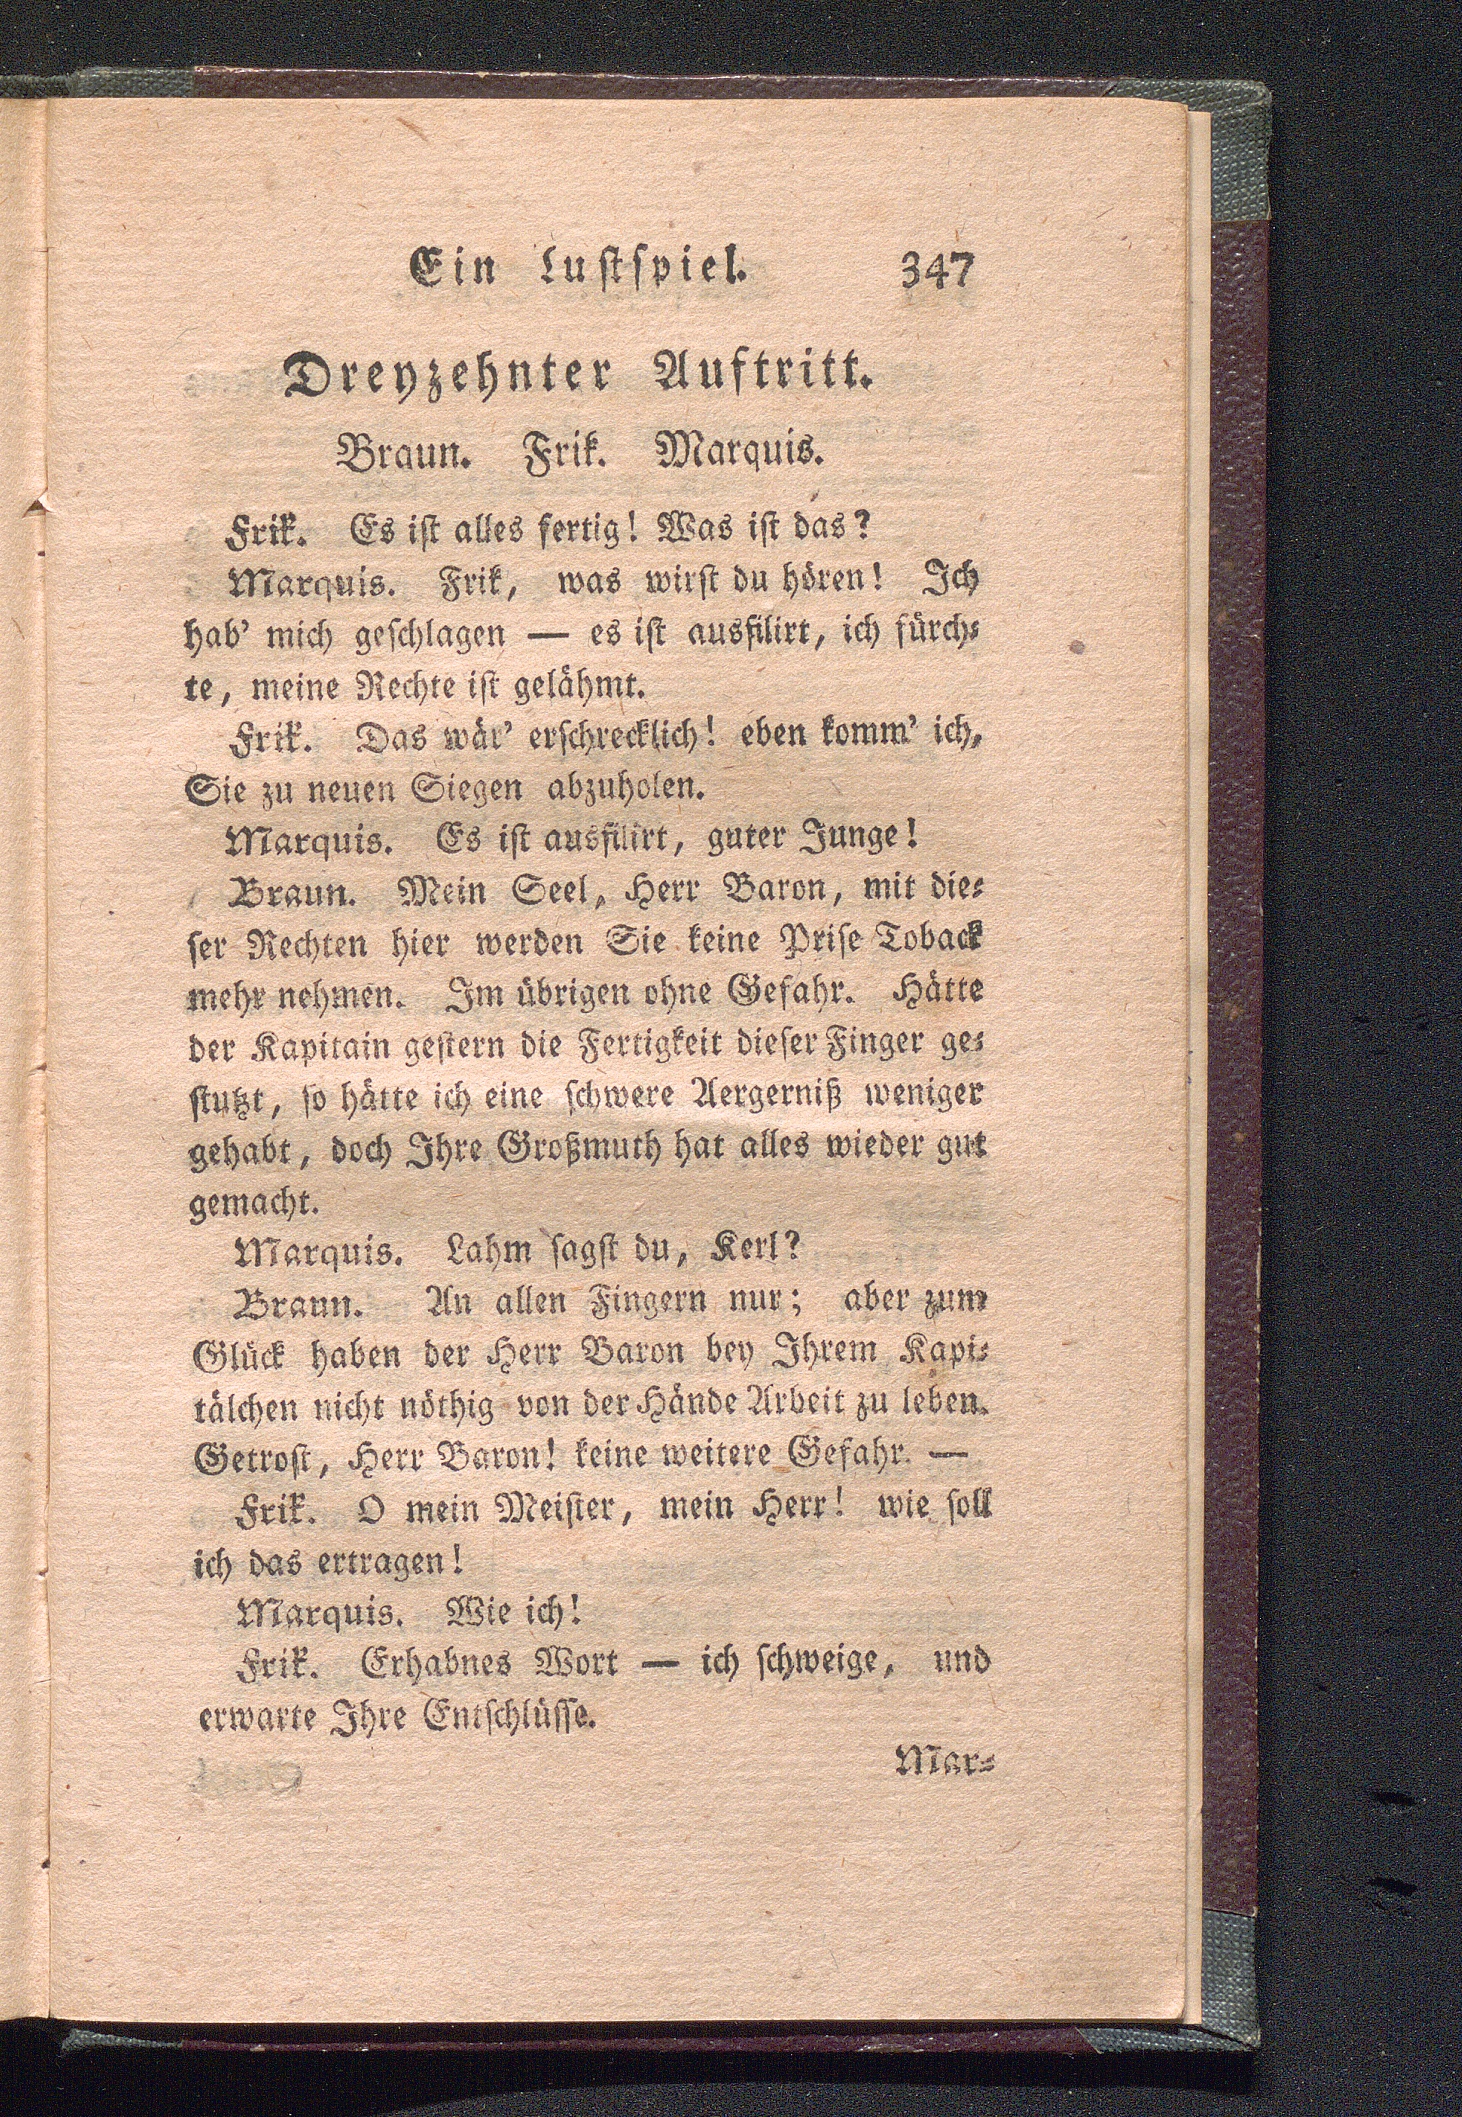 Ein Lustspiel. 347
Dreyzehnter Auftritt.
Braun. Frik. Marquis.
Frik. Es ist alles fertig! Was ist das?
Marquis. Frik, was wirst du hören! Ich
hab' mich geschlagen — es ist ausfilirt, ich fürch-
te, meine Rechte ist gelähmt.
Frik. Das wär' erschrecklich! eben komm' ich,
Sie zu neuen Siegen abzuholen.
Marquis. Es ist ausfilirt, guter Junge!
Braun. Mein Seel, Herr Baron, mit die-
ser Rechten hier werden Sie keine Prise Toback
mehr nehmen. Im übrigen ohne Gefahr. Hätte
der Kapitain gestern die Fertigkeit dieser Finger ge-
stutzt, so hätte ich eine schwere Aergerniß weniger
gehabt, doch Ihre Großmuth hat alles wieder gut
gemacht.
Marquis. Lahm sagst du, Kerl?
Braun. An allen Fingern nur; aber zum
Glück haben der Herr Baron bey Ihrem Kapi-
tälchen nicht nöthig von der Hände Arbeit zu leben.
Getrost, Herr Baron! keine weitere Gefahr. —
Frik. O mein Meister, mein Herr! wie soll
ich das ertragen!
Marquis. Wie ich!
Frik. Erhabnes Wort — ich schweige, und
erwarte Ihre Entschlüsse.
Mar-